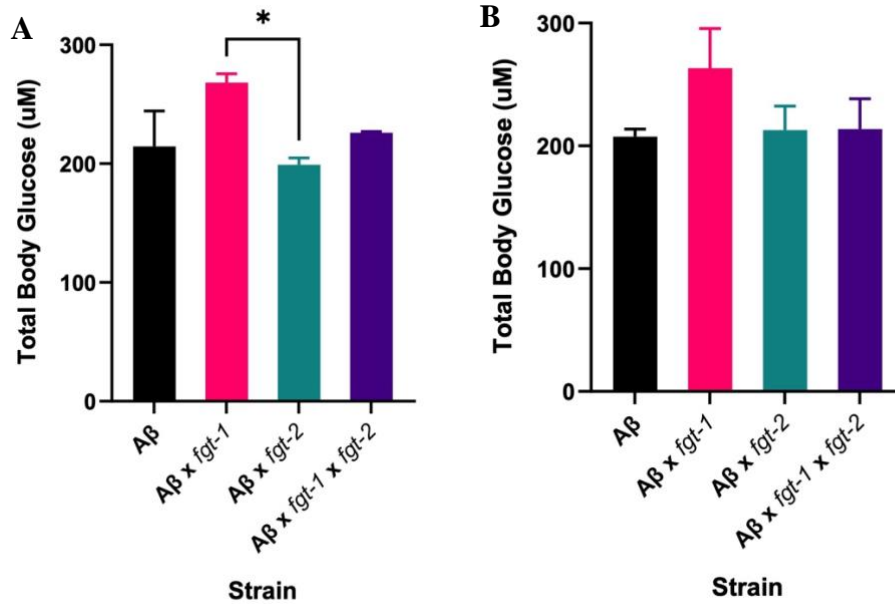 A
*
300
200
100
0
Total Body Glucose (uM)
Aβ
Aβ x fgt-1
Aβ x fgt-2
Aβ x fgt-1 x fgt-2
Strain
B
300
200
100
0
Total Body Glucose (uM)
Aβ
Aβ x fgt-1
Aβ x fgt-2
Aβ x fgt-1 x fgt-2
Strain